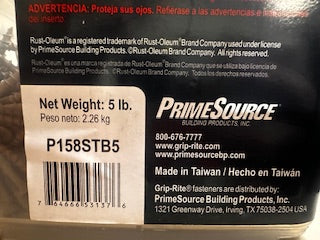 ADVERTENCIA: Proteja sus ojos. Refiérase a las advertencias e
del inserto
Rust-Oleum® is a registered trademark of Rust-Oleum® Brand Company used under license
by PrimeSource Building Products. ©Rust-Oleum Brand Company. All rights reserved.
Rust-Oleum® es una marca registrada de Rust-Oleum® Brand Company que se utiliza bajo licencia de
PrimeSource Building Products. ©Rust-Oleum Brand Company. Todos los derechos reservados.
Net Weight: 5 lb.
Peso neto: 2.26 kg
P158STB5
7 64666 53137 6
PRIMESOURCE®
BUILDING PRODUCTS, INC.
800-676-7777
www.grip-rite.com
www.primesourcebp.com
Made in Taiwan / Hecho en Taiwán
Grip-Rite® fasteners are distributed by:
PrimeSource Building Products, Inc.
1321 Greenway Drive, Irving, TX 75038-2504 USA